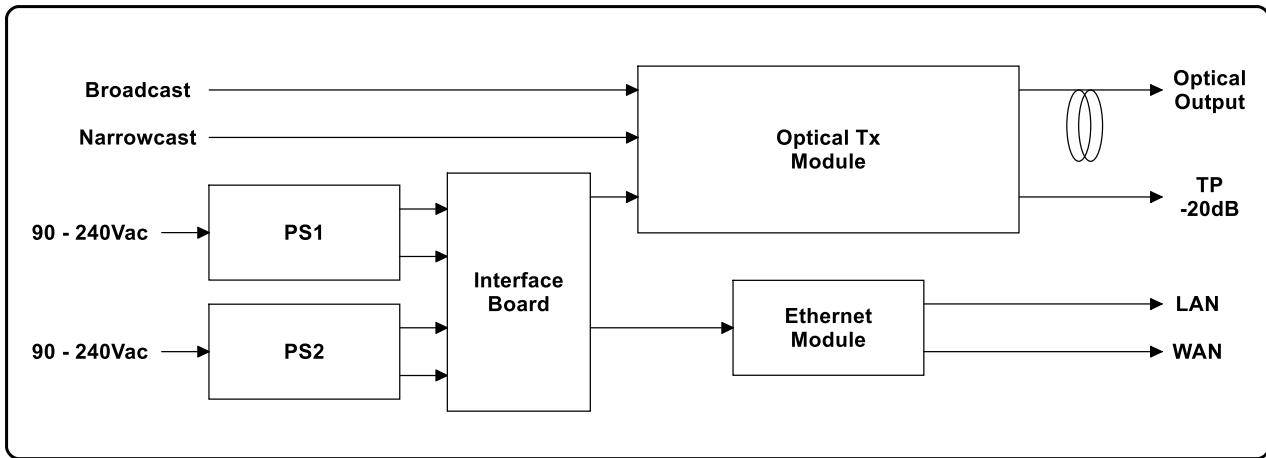 Broadcast
Narrowcast
90 - 240Vac
90 - 240Vac
PS1
PS2
Interface
Board
Optical Tx
Module
Ethernet
Module
Optical
Output
TP
-20dB
LAN
WAN